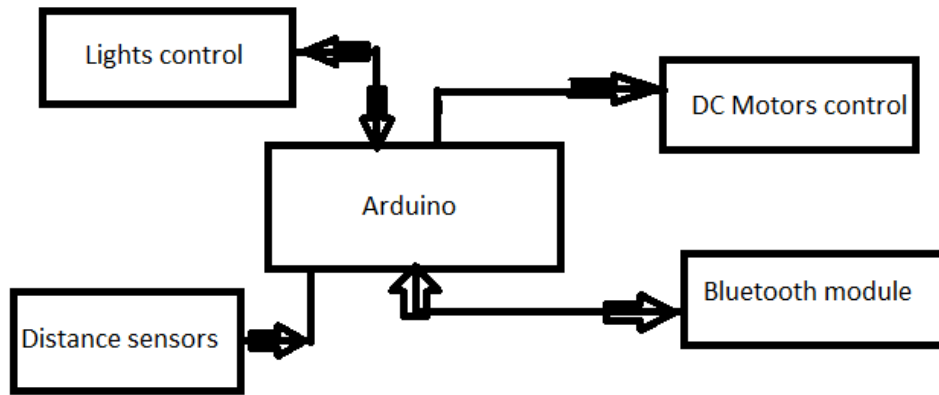 Lights control
DC Motors control
Arduino
Bluetooth module
Distance sensors